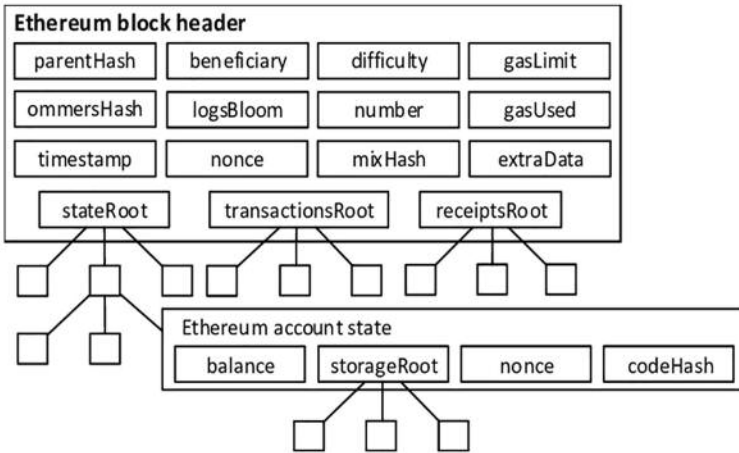 Ethereum block header
parentHash beneficiary difficulty gasLimit
ommersHash logsBloom number gasUsed
timestamp nonce mixHash extraData
stateRoot transactionsRoot receiptsRoot
Ethereum account state
balance storageRoot nonce codeHash